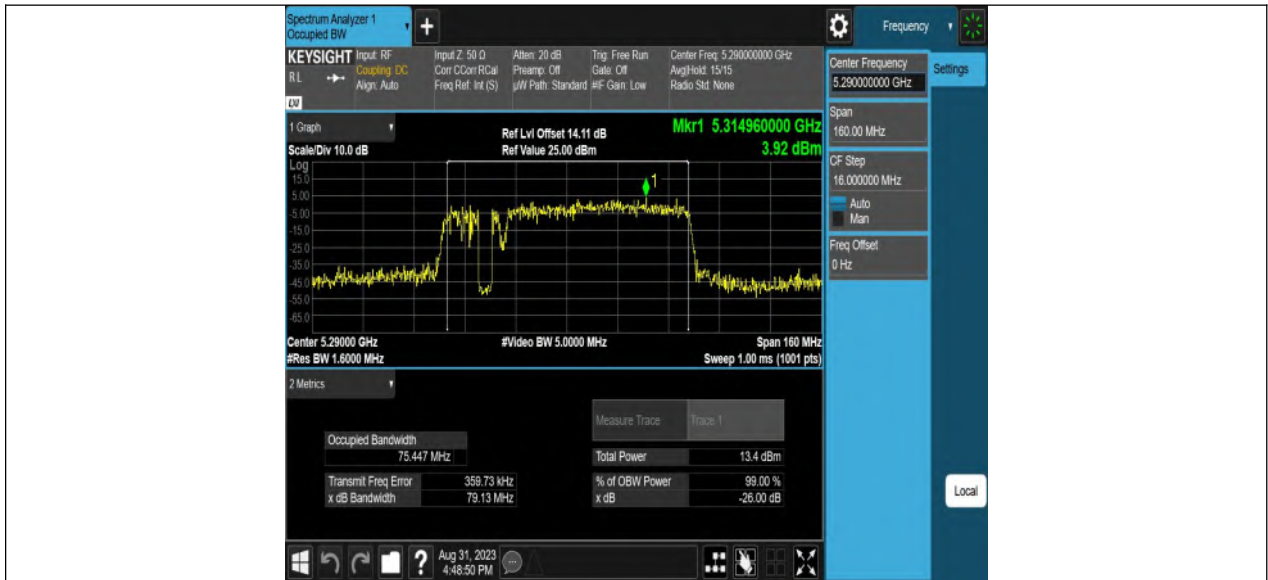 Spectrum Analyzer 1
Occupied BW
+
Frequency
KEYSIGHT
RL
LXI
Input: RF
Coupling: DC
Align: Auto
Input Z: 50 Ω
Corr CCorr RCal
Freq Ref: Int (S)
Atten: 20 dB
Preamp: Off
µW Path: Standard
Trig: Free Run
Gate: Off
#IF Gain: Low
Center Freq: 5.290000000 GHz
Avg|Hold: 15/15
Radio Std: None
Center Frequency
5.290000000 GHz
Settings
Span
160.00 MHz
CF Step
16.000000 MHz
Auto
Man
Freq Offset
0 Hz
Local
1 Graph
Scale/Div 10.0 dB
Ref Lvl Offset 14.11 dB
Ref Value 25.00 dBm
Mkr1 5.314960000 GHz
3.92 dBm
Log
15.0
5.00
-5.00
-15.0
-25.0
-35.0
-45.0
-55.0
-65.0
1
Center 5.29000 GHz
#Res BW 1.6000 MHz
#Video BW 5.0000 MHz
Span 160 MHz
Sweep 1.00 ms (1001 pts)
2 Metrics
Measure Trace Trace 1
Occupied Bandwidth
75.447 MHz
Total Power 13.4 dBm
Transmit Freq Error 359.73 kHz
x dB Bandwidth 79.13 MHz
% of OBW Power 99.00 %
x dB -26.00 dB
?
Aug 31, 2023
4:48:50 PM